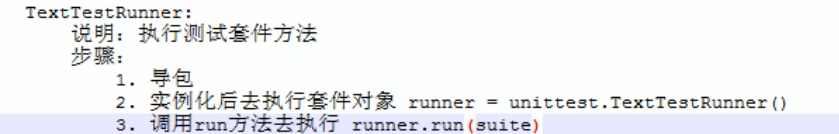 TextTestRunner:
说明: 执行测试套件方法
步骤:
1. 导包
2. 实例化后去执行套件对象 runner = unittest.TextTestRunner()
3. 调用run方法去执行 runner.run(suite)